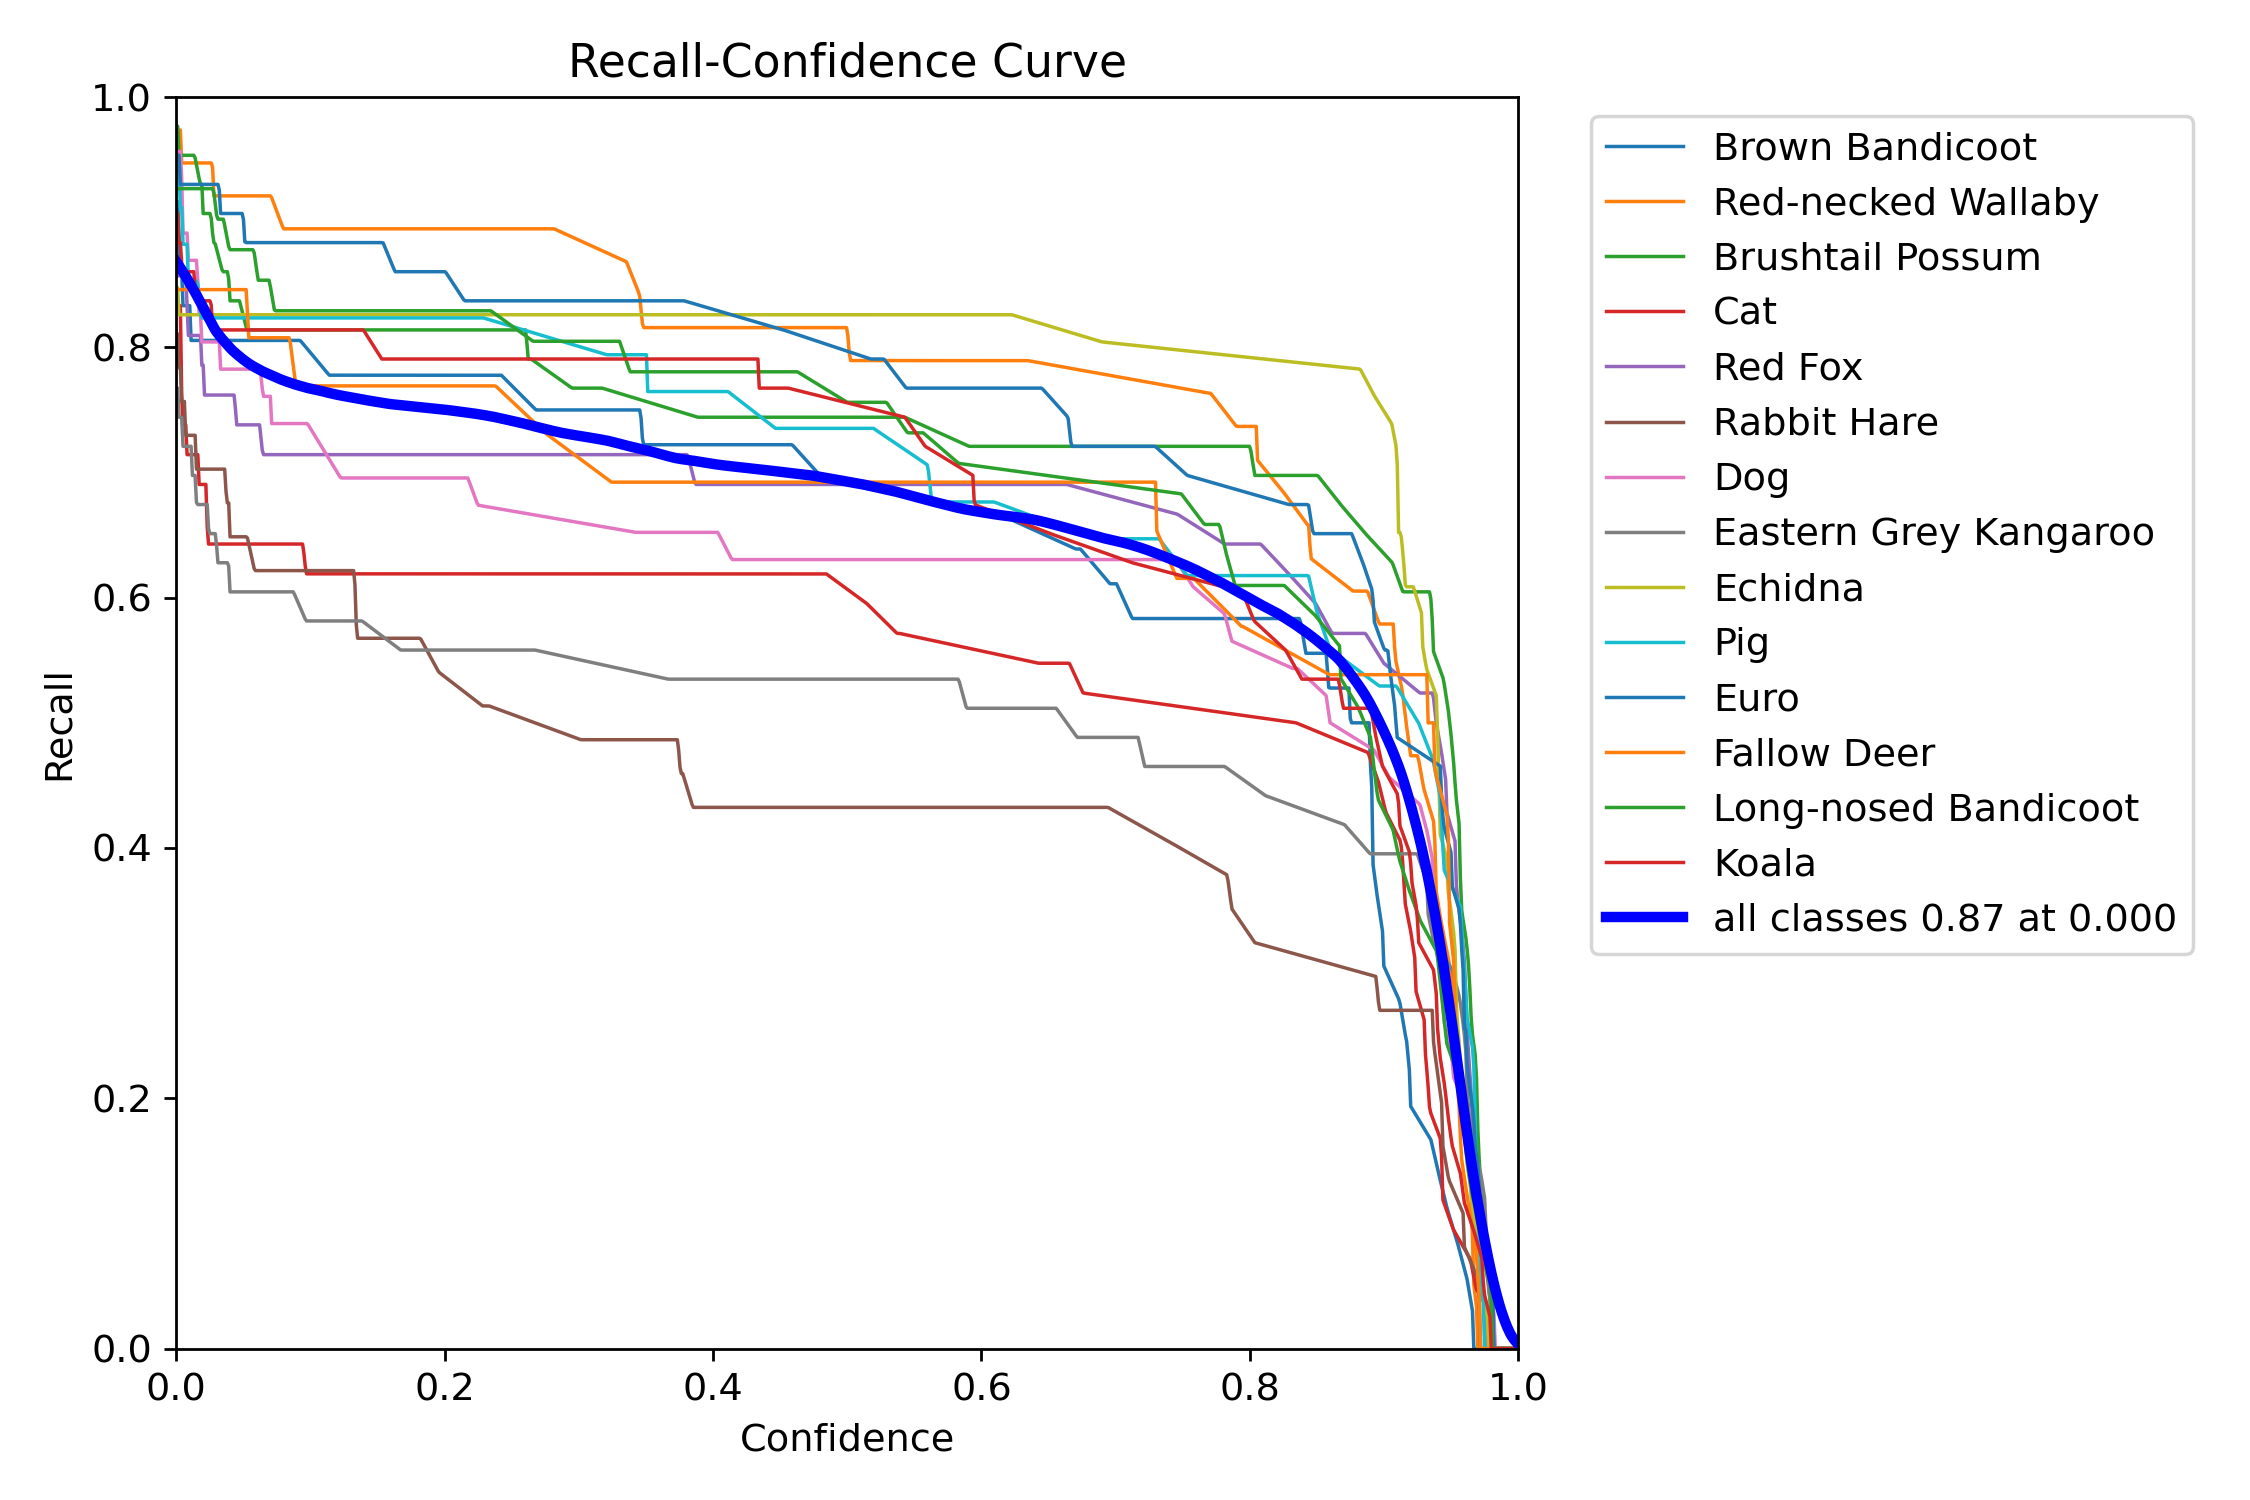 Recall-Confidence Curve
1.0
0.8
0.6
0.4
0.2
0.0
Recall
0.0 0.2 0.4 0.6 0.8 1.0
Confidence
Brown Bandicoot
Red-necked Wallaby
Brushtail Possum
Cat
Red Fox
Rabbit Hare
Dog
Eastern Grey Kangaroo
Echidna
Pig
Euro
Fallow Deer
Long-nosed Bandicoot
Koala
all classes 0.87 at 0.000